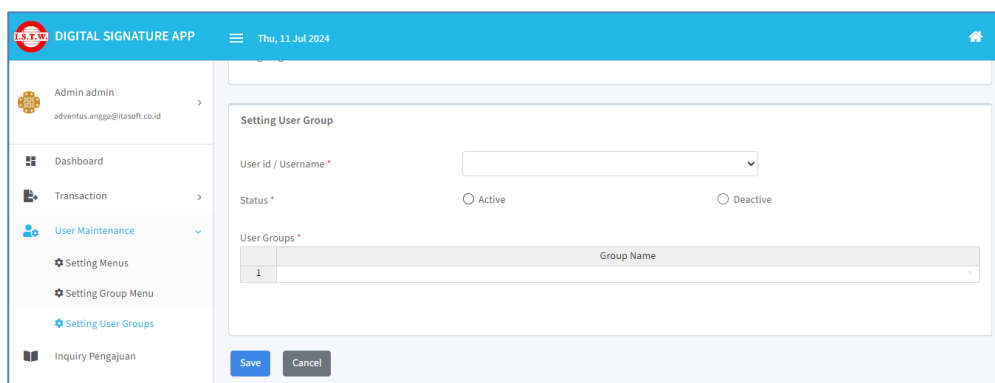 I.S.T.W. DIGITAL SIGNATURE APP
Thu, 11 Jul 2024
Admin admin
adventus.angga@itasoft.co.id
Dashboard
Transaction
User Maintenance
Setting Menus
Setting Group Menu
Setting User Groups
Inquiry Pengajuan
Setting User Group
User id / Username *
Status *
Active
Deactive
User Groups *
Group Name
1
Save
Cancel